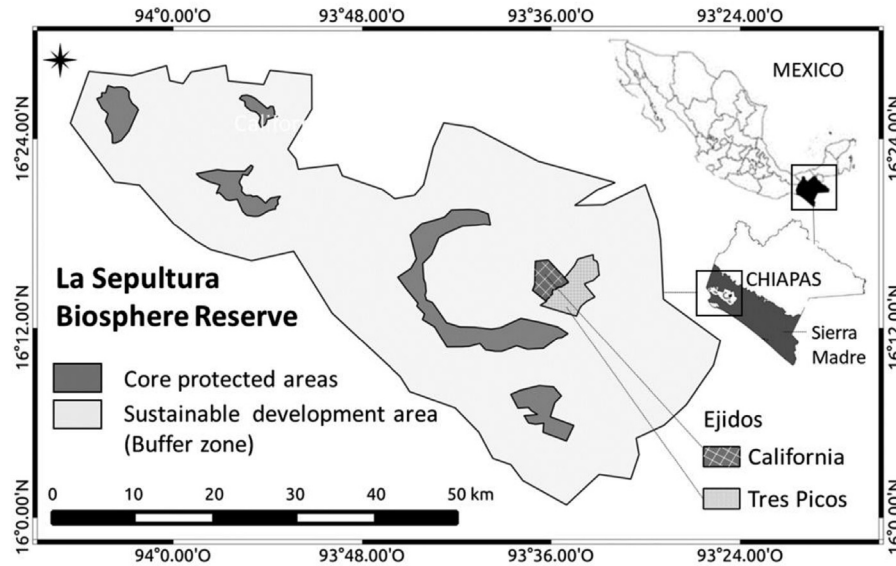 94°0.00'O 93°48.00'O 93°36.00'O 93°24.00'O
16°24.00'N
16°24.00'N
MEXICO
Californ
La Sepultura
Biosphere Reserve
CHIAPAS
16°12.00'N
16°12.00'N
Sierra
Madre
Core protected areas
Sustainable development area
(Buffer zone)
Ejidos
California
Tres Picos
0 10 20 30 40 50 km
16°0.00'N
16°0.00'N
94°0.00'O 93°48.00'O 93°36.00'O 93°24.00'O